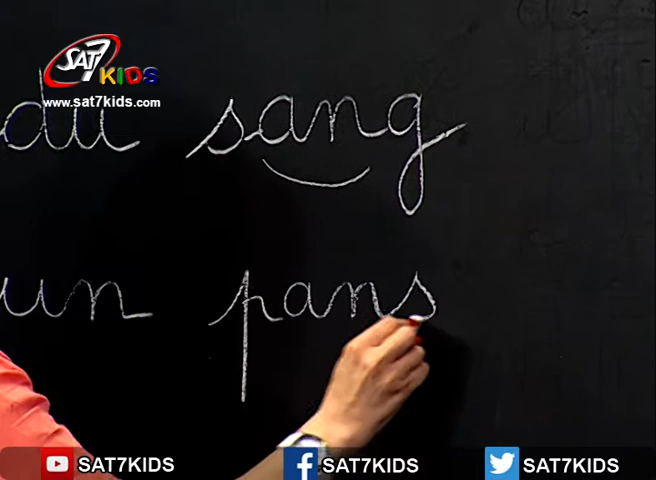 SAT7 KIDS
www.sat7kids.com
du sang
un pans
SAT7KIDS SAT7KIDS SAT7KIDS